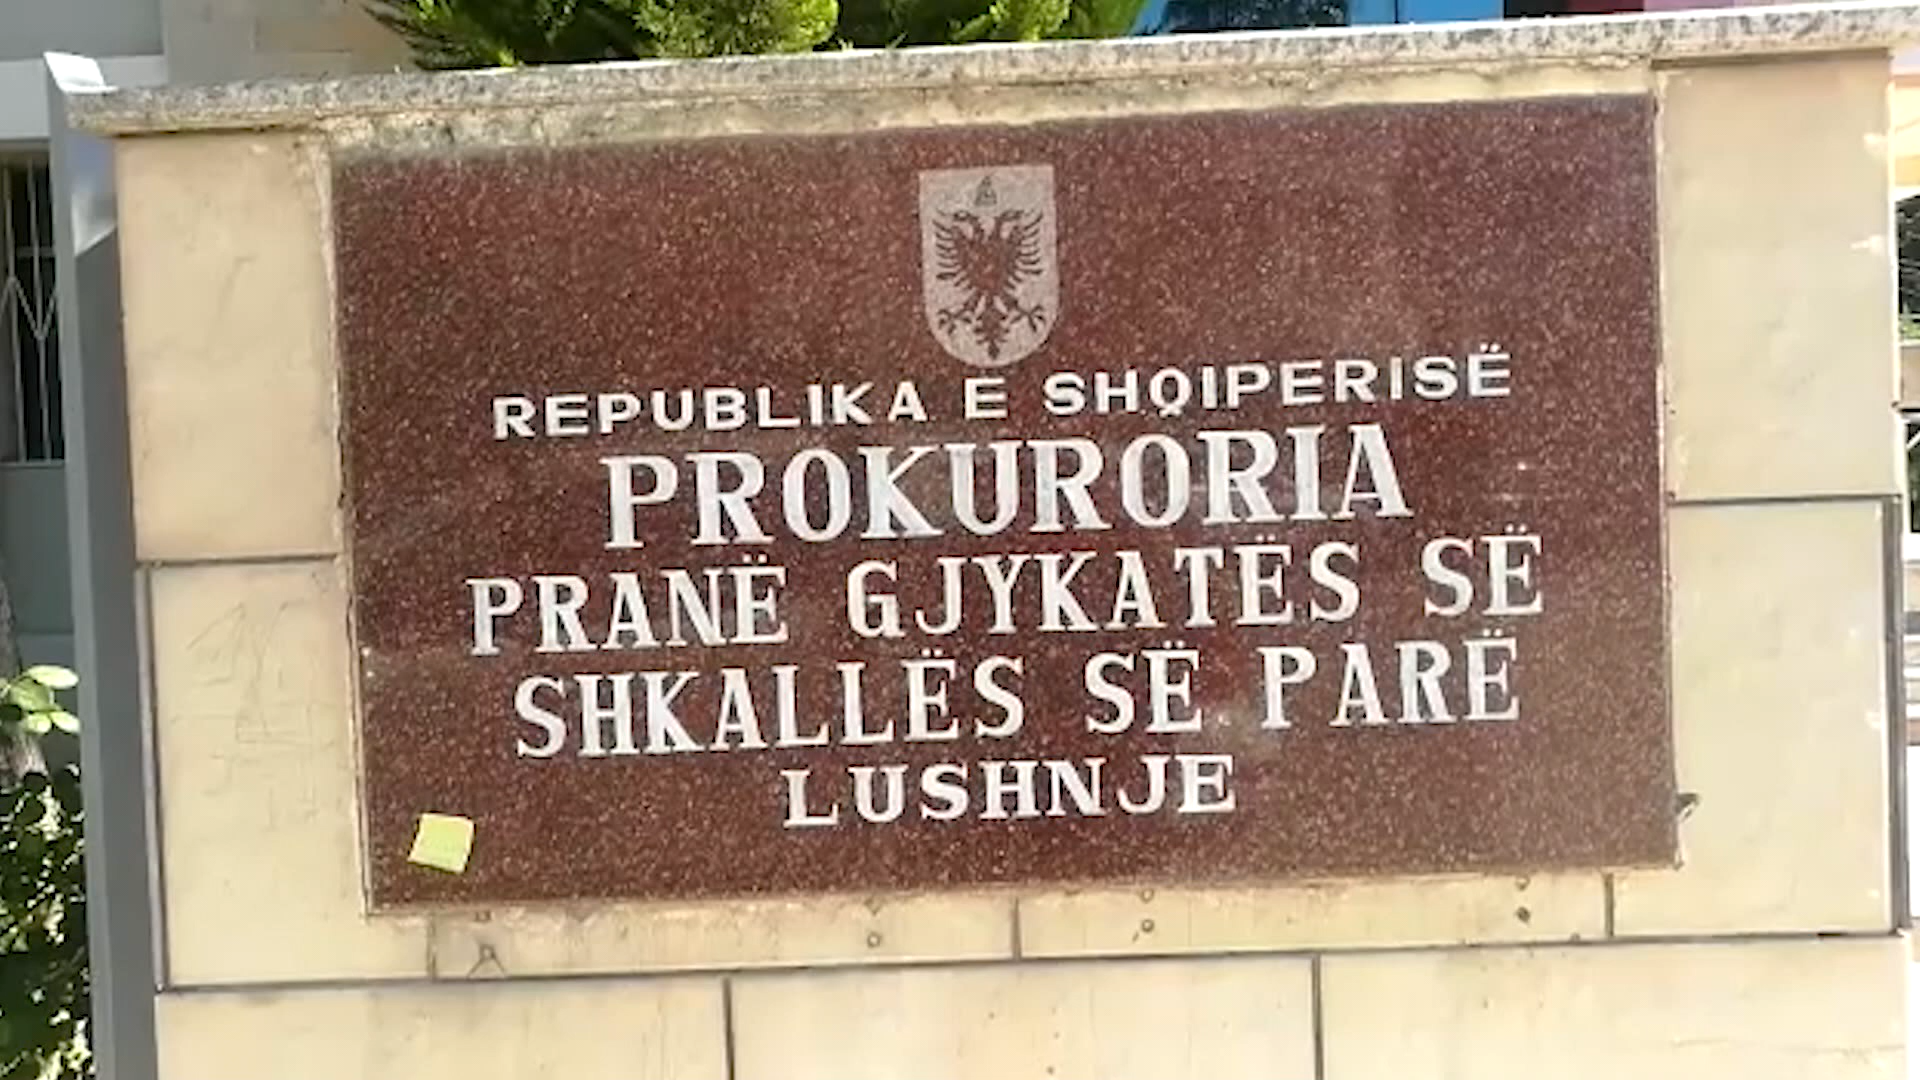 REPUBLIKA E SHQIPERISË
PROKURORIA
PRANË GJYKATËS SË
SHKALLËS SË PARË
LUSHNJE